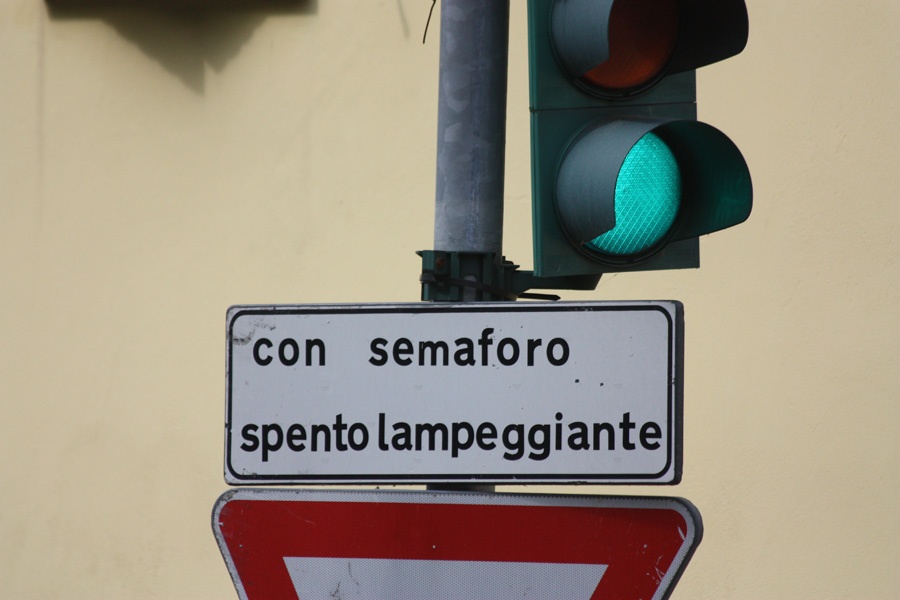 con semaforo
spento lampeggiante